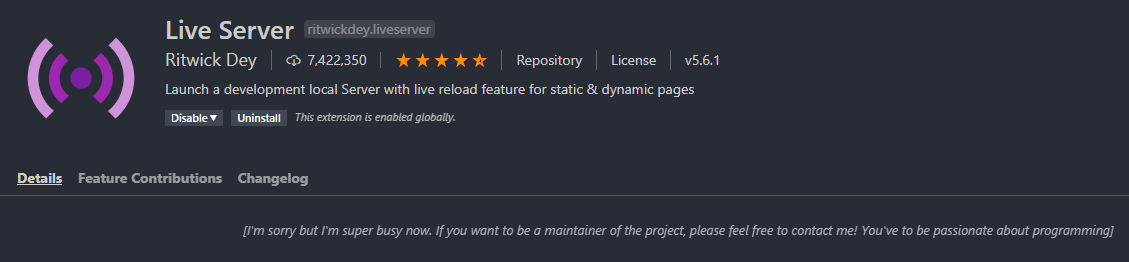 Live Server ritwickdey.liveserver
Ritwick Dey 7,422,350 Repository License v5.6.1
Launch a development local Server with live reload feature for static & dynamic pages
Disable Uninstall This extension is enabled globally.
Details Feature Contributions Changelog
[I'm sorry but I'm super busy now. If you want to be a maintainer of the project, please feel free to contact me! You've to be passionate about programming]